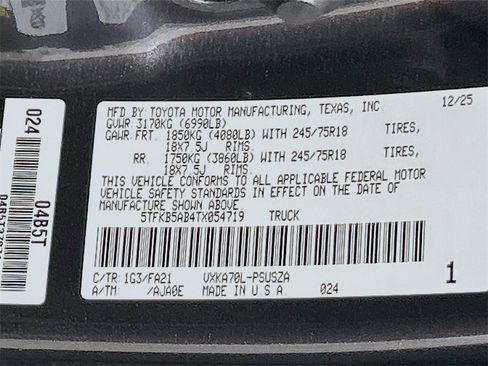 MFD. BY TOYOTA MOTOR MANUFACTURING, TEXAS, INC. 12/25
GVWR 3170KG (6990LB)
GAWR FRT. 1850KG (4080LB) WITH 245/75R18 TIRES,
18X7.5J RIMS.
RR. 1750KG (3860LB) WITH 245/75R18 TIRES,
18X7.5J RIMS.
THIS VEHICLE CONFORMS TO ALL APPLICABLE FEDERAL MOTOR
VEHICLE SAFETY STANDARDS IN EFFECT ON THE DATE OF
MANUFACTURE SHOWN ABOVE.
5TFKB5AB4TX054719 TRUCK
C/TR: 1G3/FA21 VXKA70L-PSUSZA
A/TM: /AJA0E MADE IN U S A 024 1
024
04B5T